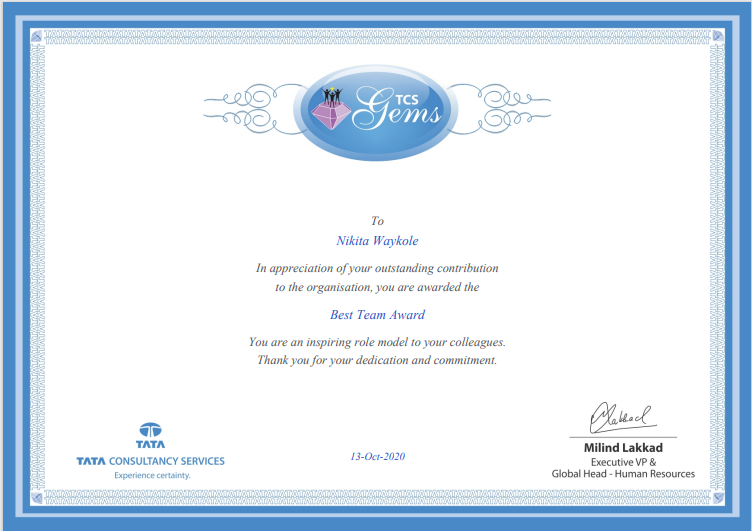 TCS
Gems
To
Nikita Waykole
In appreciation of your outstanding contribution
to the organisation, you are awarded the
Best Team Award
You are an inspiring role model to your colleagues.
Thank you for your dedication and commitment.
TATA
TATA CONSULTANCY SERVICES
Experience certainty.
13-Oct-2020
Lakkad
Milind Lakkad
Executive VP &
Global Head - Human Resources